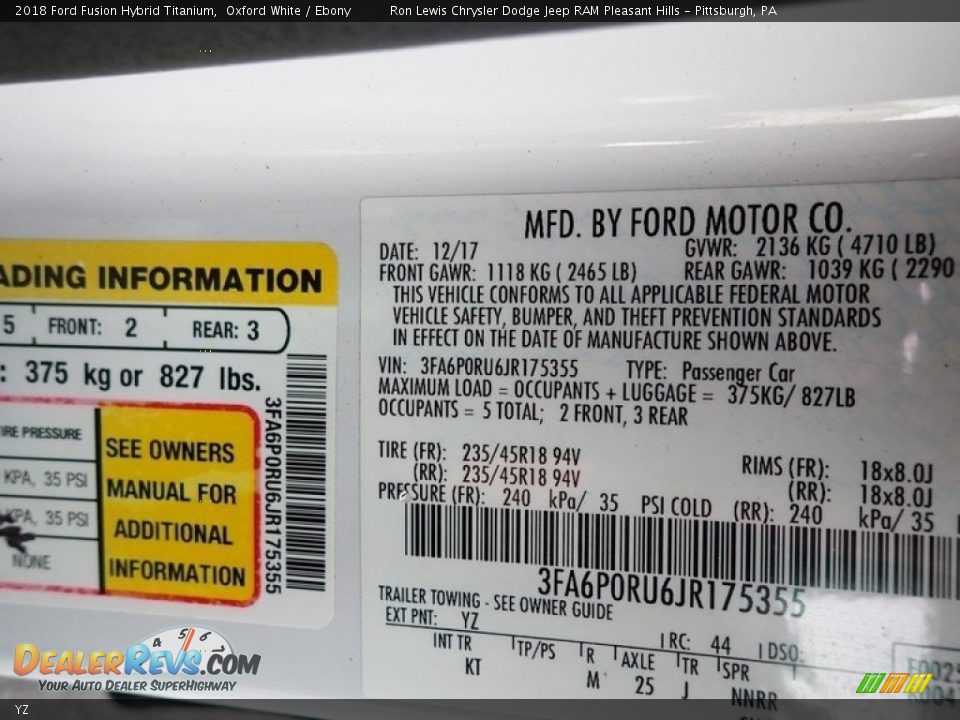 2018 Ford Fusion Hybrid Titanium, Oxford White / Ebony Ron Lewis Chrysler Dodge Jeep RAM Pleasant Hills - Pittsburgh, PA
ADING INFORMATION
5 FRONT: 2 REAR: 3
: 375 kg or 827 lbs.
IRE PRESSURE
KPA, 35 PSI
KPA, 35 PSI
NONE
SEE OWNERS
MANUAL FOR
ADDITIONAL
INFORMATION
3FA6P0RU6JR175355
MFD. BY FORD MOTOR CO.
DATE: 12/17 GVWR: 2136 KG ( 4710 LB)
FRONT GAWR: 1118 KG ( 2465 LB) REAR GAWR: 1039 KG ( 2290
THIS VEHICLE CONFORMS TO ALL APPLICABLE FEDERAL MOTOR
VEHICLE SAFETY, BUMPER, AND THEFT PREVENTION STANDARDS
IN EFFECT ON THE DATE OF MANUFACTURE SHOWN ABOVE.
VIN: 3FA6P0RU6JR175355 TYPE: Passenger Car
MAXIMUM LOAD = OCCUPANTS + LUGGAGE = 375KG/ 827LB
OCCUPANTS = 5 TOTAL; 2 FRONT, 3 REAR
TIRE (FR): 235/45R18 94V RIMS (FR): 18x8.0J
(RR): 235/45R18 94V (RR): 18x8.0J
PRESSURE (FR): 240 kPa/ 35 PSI COLD (RR): 240 kPa/ 35
3FA6P0RU6JR175355
TRAILER TOWING - SEE OWNER GUIDE
EXT PNT: YZ RC: 44 DSO:
INT TR TP/PS R AXLE TR SPR
KT M 25 J NNRR
DEALERREVS.COM
YOUR AUTO DEALER SUPERHIGHWAY
4 5 6 7
YZ